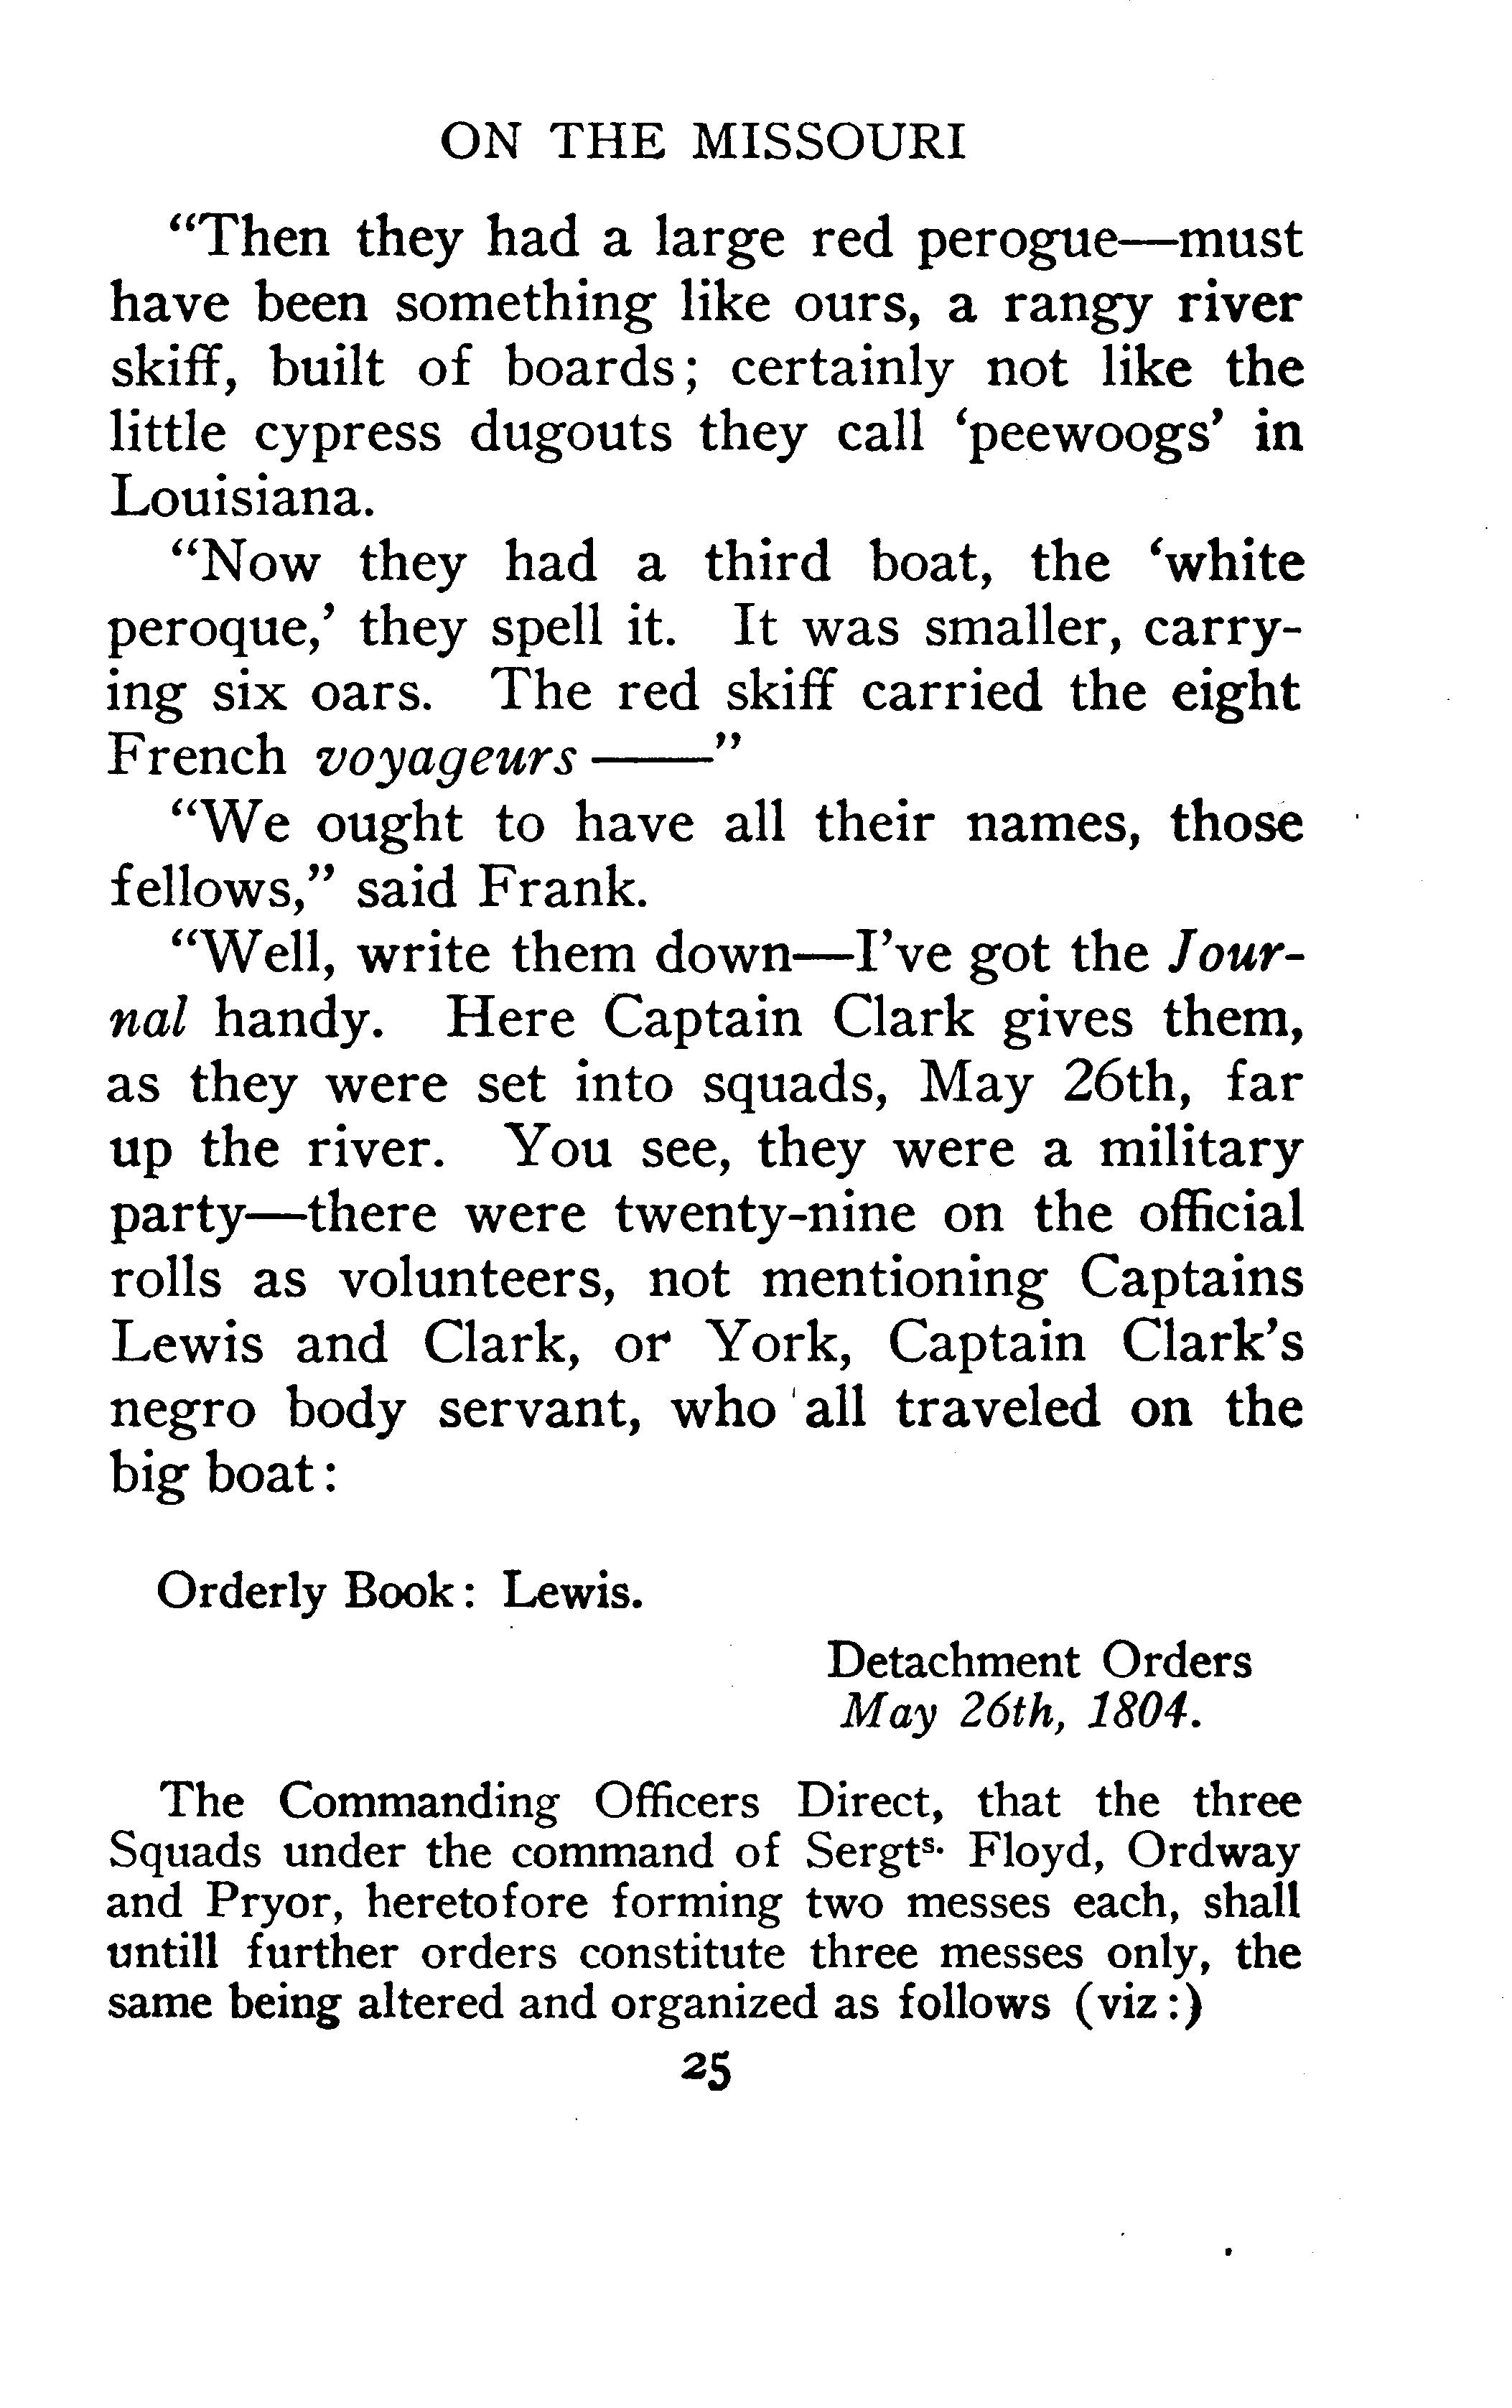 ON THE MISSOURI
“Then they had a large red perogue—must
have been something like ours, a rangy river
skiff, built of boards; certainly not like the
little cypress dugouts they call ‘peewoogs’ in
Louisiana.
“Now they had a third boat, the ‘white
peroque,’ they spell it. It was smaller, carry-
ing six oars. The red skiff carried the eight
French voyageurs ——”
“We ought to have all their names, those
fellows,” said Frank.
“Well, write them down—I’ve got the Jour-
nal handy. Here Captain Clark gives them,
as they were set into squads, May 26th, far
up the river. You see, they were a military
party—there were twenty-nine on the official
rolls as volunteers, not mentioning Captains
Lewis and Clark, or York, Captain Clark’s
negro body servant, who all traveled on the
big boat:
Orderly Book: Lewis.
Detachment Orders
May 26th, 1804.
The Commanding Officers Direct, that the three
Squads under the command of Sergts. Floyd, Ordway
and Pryor, heretofore forming two messes each, shall
untill further orders constitute three messes only, the
same being altered and organized as follows (viz:)
25